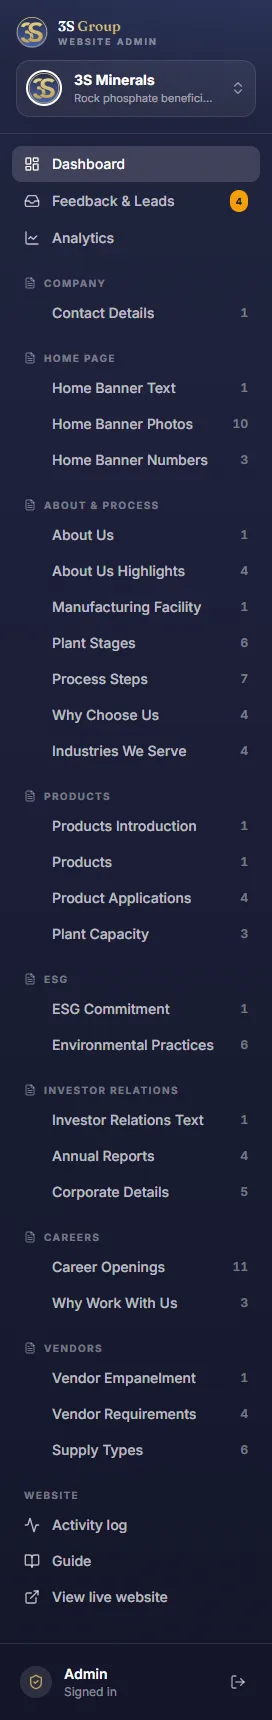 3S Group
WEBSITE ADMIN
3S Minerals
Rock phosphate benefici...
Dashboard
Feedback & Leads 4
Analytics
COMPANY
Contact Details 1
HOME PAGE
Home Banner Text 1
Home Banner Photos 10
Home Banner Numbers 3
ABOUT & PROCESS
About Us 1
About Us Highlights 4
Manufacturing Facility 1
Plant Stages 6
Process Steps 7
Why Choose Us 4
Industries We Serve 4
PRODUCTS
Products Introduction 1
Products 1
Product Applications 4
Plant Capacity 3
ESG
ESG Commitment 1
Environmental Practices 6
INVESTOR RELATIONS
Investor Relations Text 1
Annual Reports 4
Corporate Details 5
CAREERS
Career Openings 11
Why Work With Us 3
VENDORS
Vendor Empanelment 1
Vendor Requirements 4
Supply Types 6
WEBSITE
Activity log
Guide
View live website
Admin
Signed in